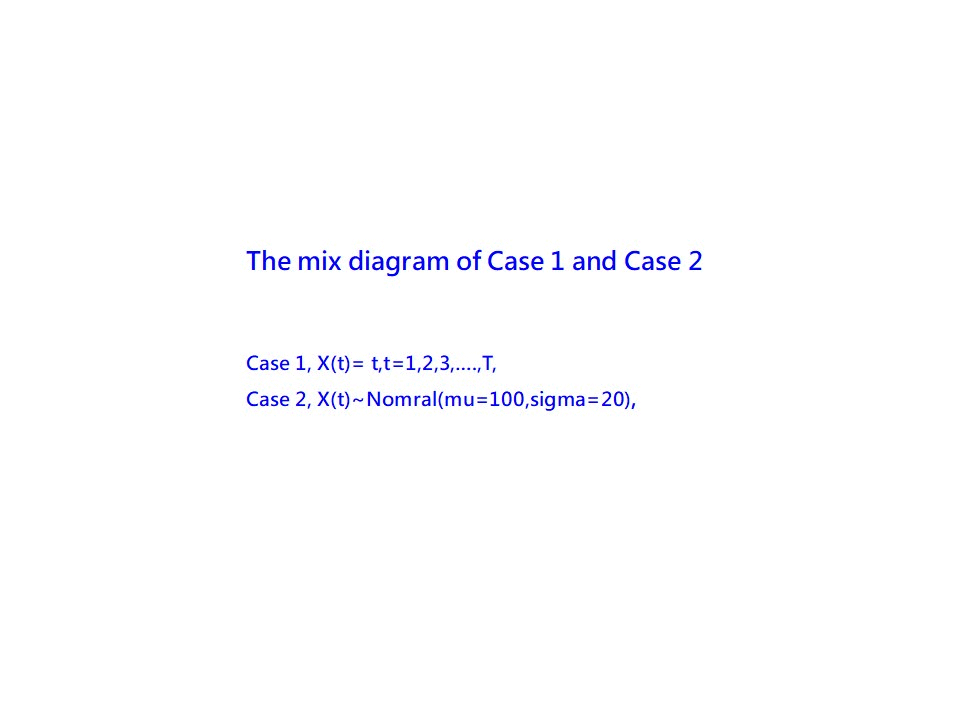 The mix diagram of Case 1 and Case 2
Case 1, X(t)= t,t=1,2,3,....,T,
Case 2, X(t)~Nomral(mu=100,sigma=20),